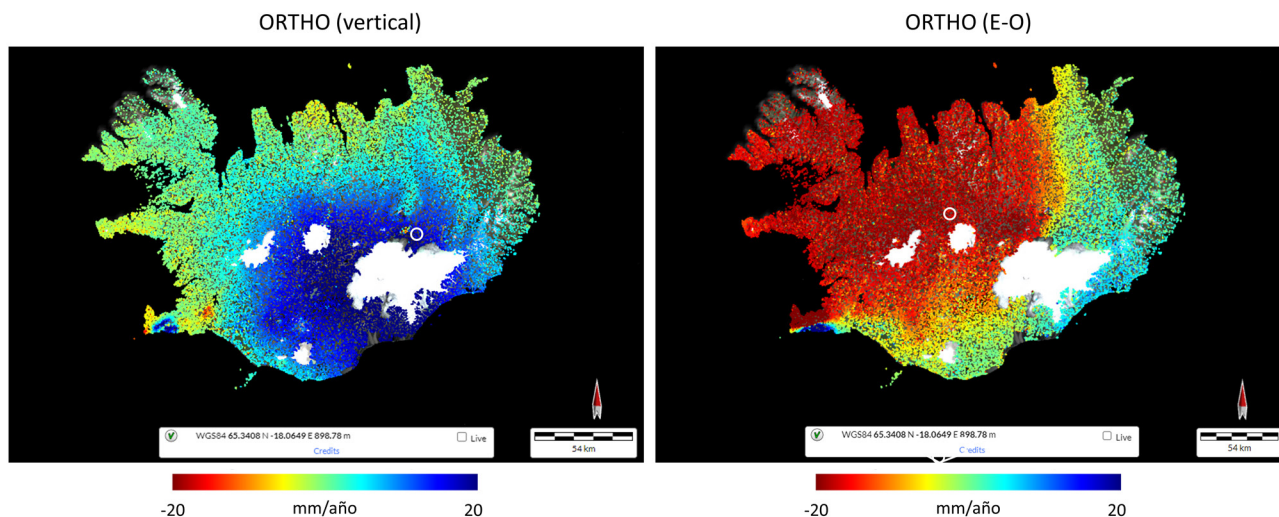 ORTHO (vertical)
ORTHO (E-O)
WGS84 65.3408 N -18.0649 E 898.78 m
Live
Credits
54 km
WGS84 65.3408 N -18.0649 E 898.78 m
Live
Credits
54 km
-20 mm/año 20
-20 mm/año 20